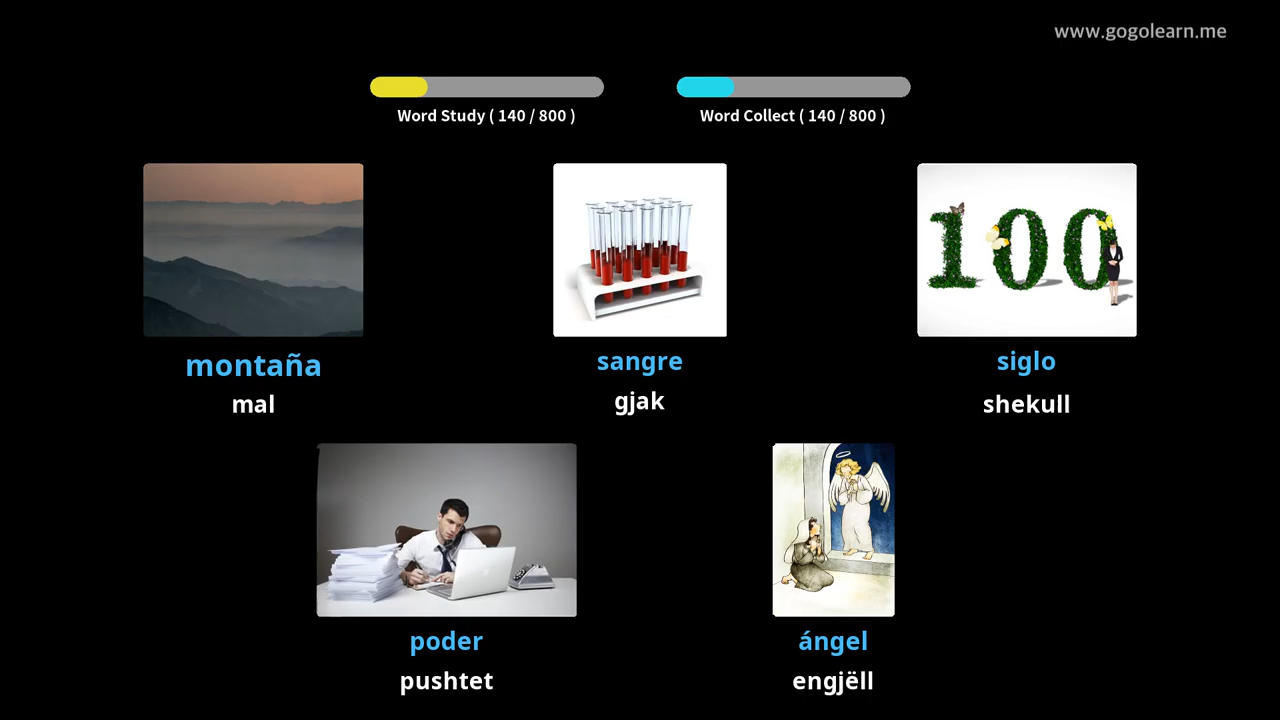 www.gogolearn.me
Word Study ( 140 / 800 )
Word Collect ( 140 / 800 )
montaña
mal
sangre
gjak
siglo
shekull
poder
pushtet
ángel
engjëll